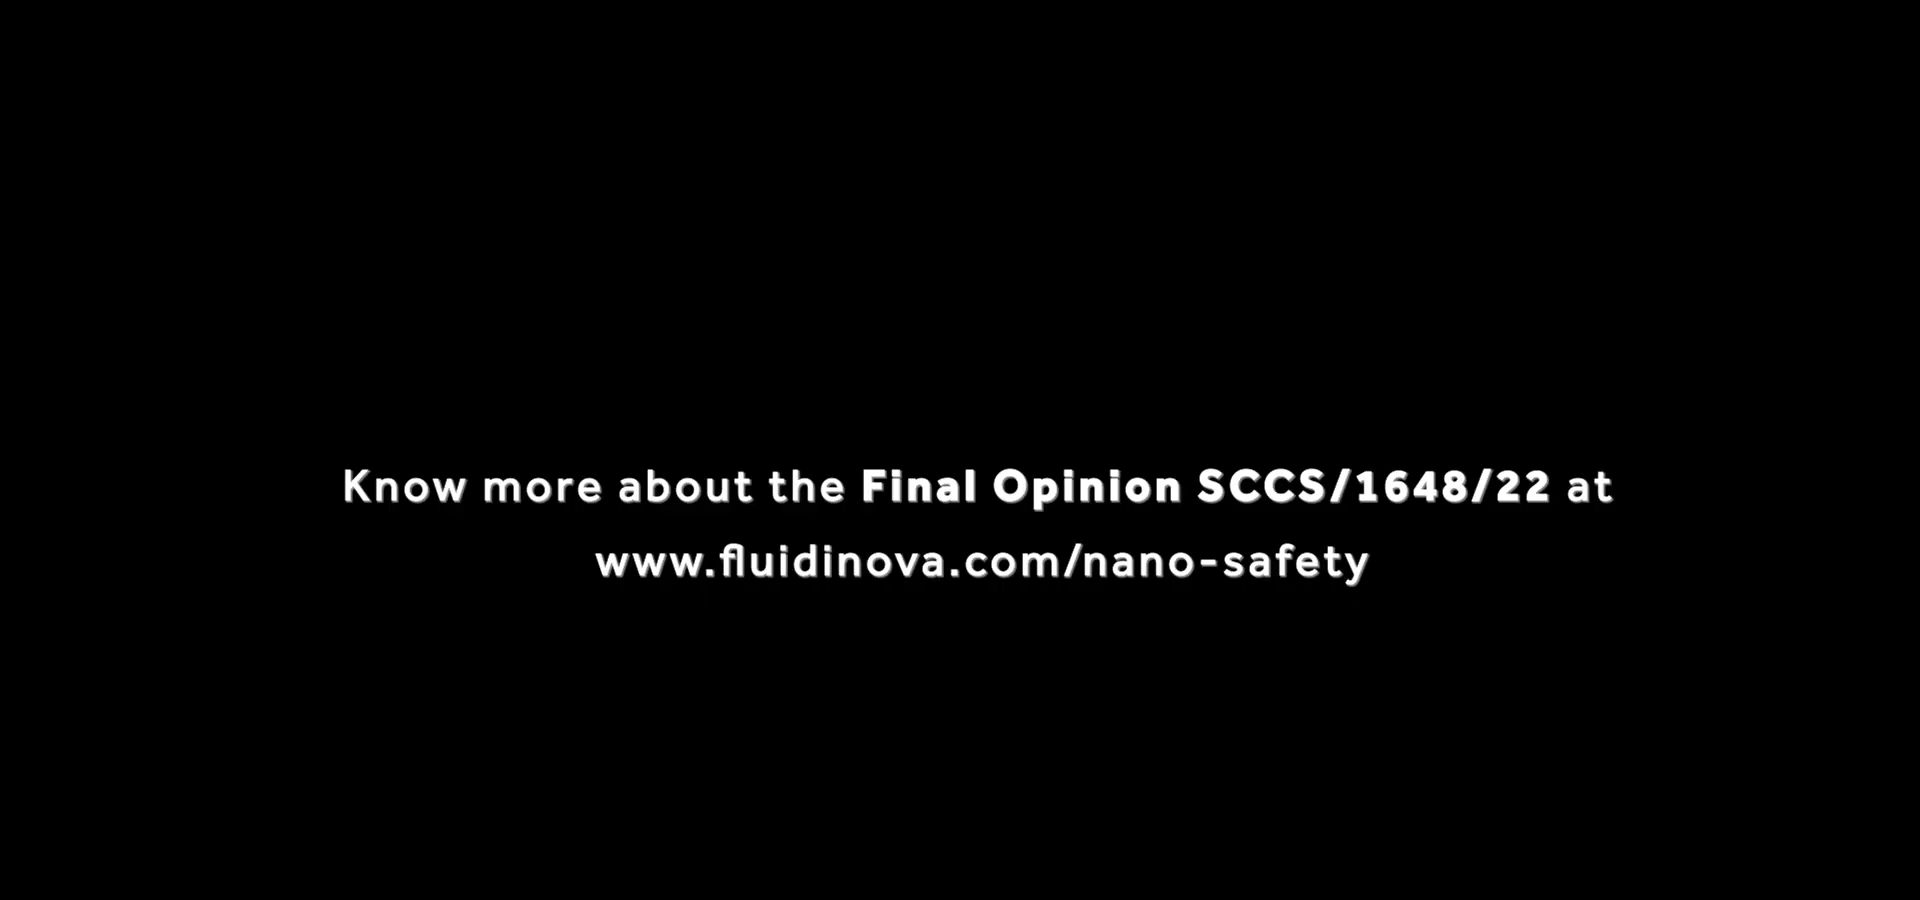 Know more about the Final Opinion SCCS/1648/22 at
www.fluidinova.com/nano-safety